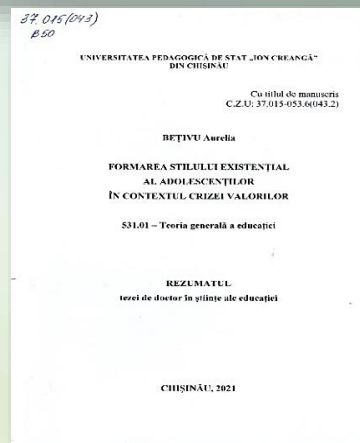 37.015(043)
B50
UNIVERSITATEA PEDAGOGICĂ DE STAT „ION CREANGĂ”
DIN CHIȘINĂU
Cu titlul de manuscris
C.Z.U: 37.015-053.6(043.2)
BEȚIVU Aurelia
FORMAREA STILULUI EXISTENȚIAL
AL ADOLESCENȚILOR
ÎN CONTEXTUL CRIZEI VALORILOR
531.01 – Teoria generală a educației
REZUMATUL
tezei de doctor în științe ale educației
CHIȘINĂU, 2021